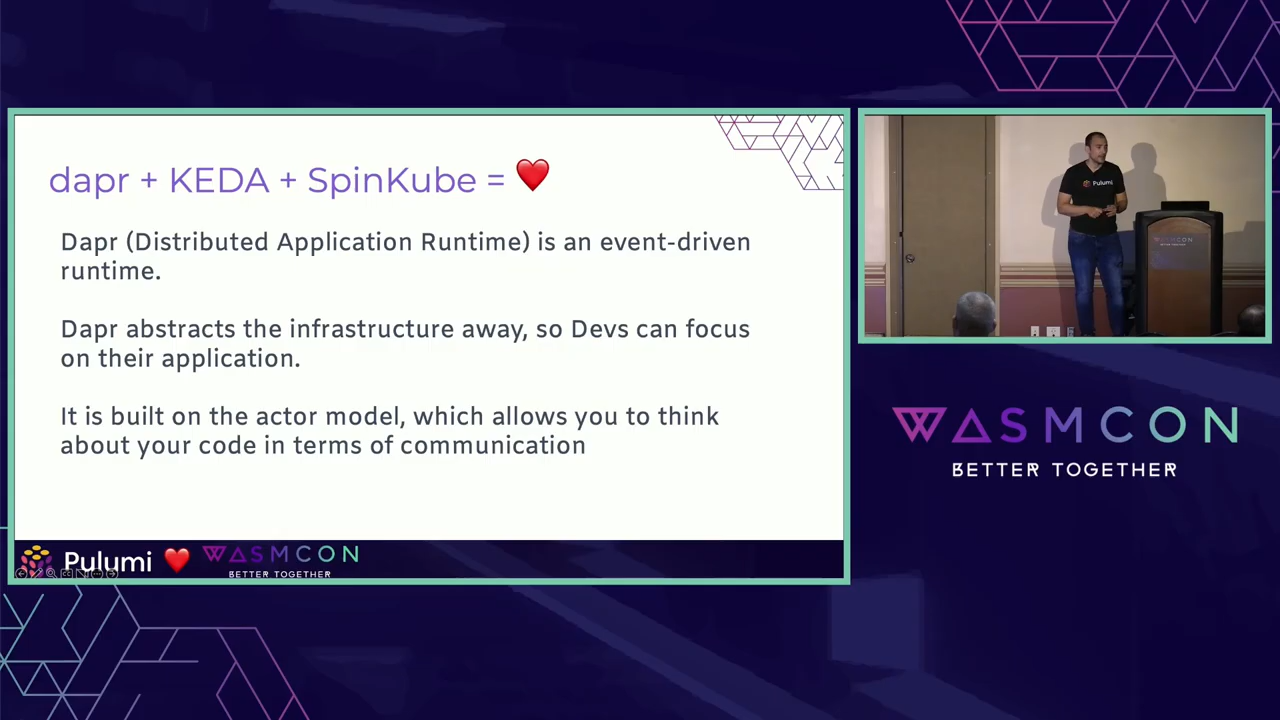 dapr + KEDA + SpinKube = ❤️
Dapr (Distributed Application Runtime) is an event-driven
runtime.
Dapr abstracts the infrastructure away, so Devs can focus
on their application.
It is built on the actor model, which allows you to think
about your code in terms of communication
Pulumi ❤️ WASMCON
BETTER TOGETHER
Pulumi
WASMCON
WASMCON
BETTER TOGETHER